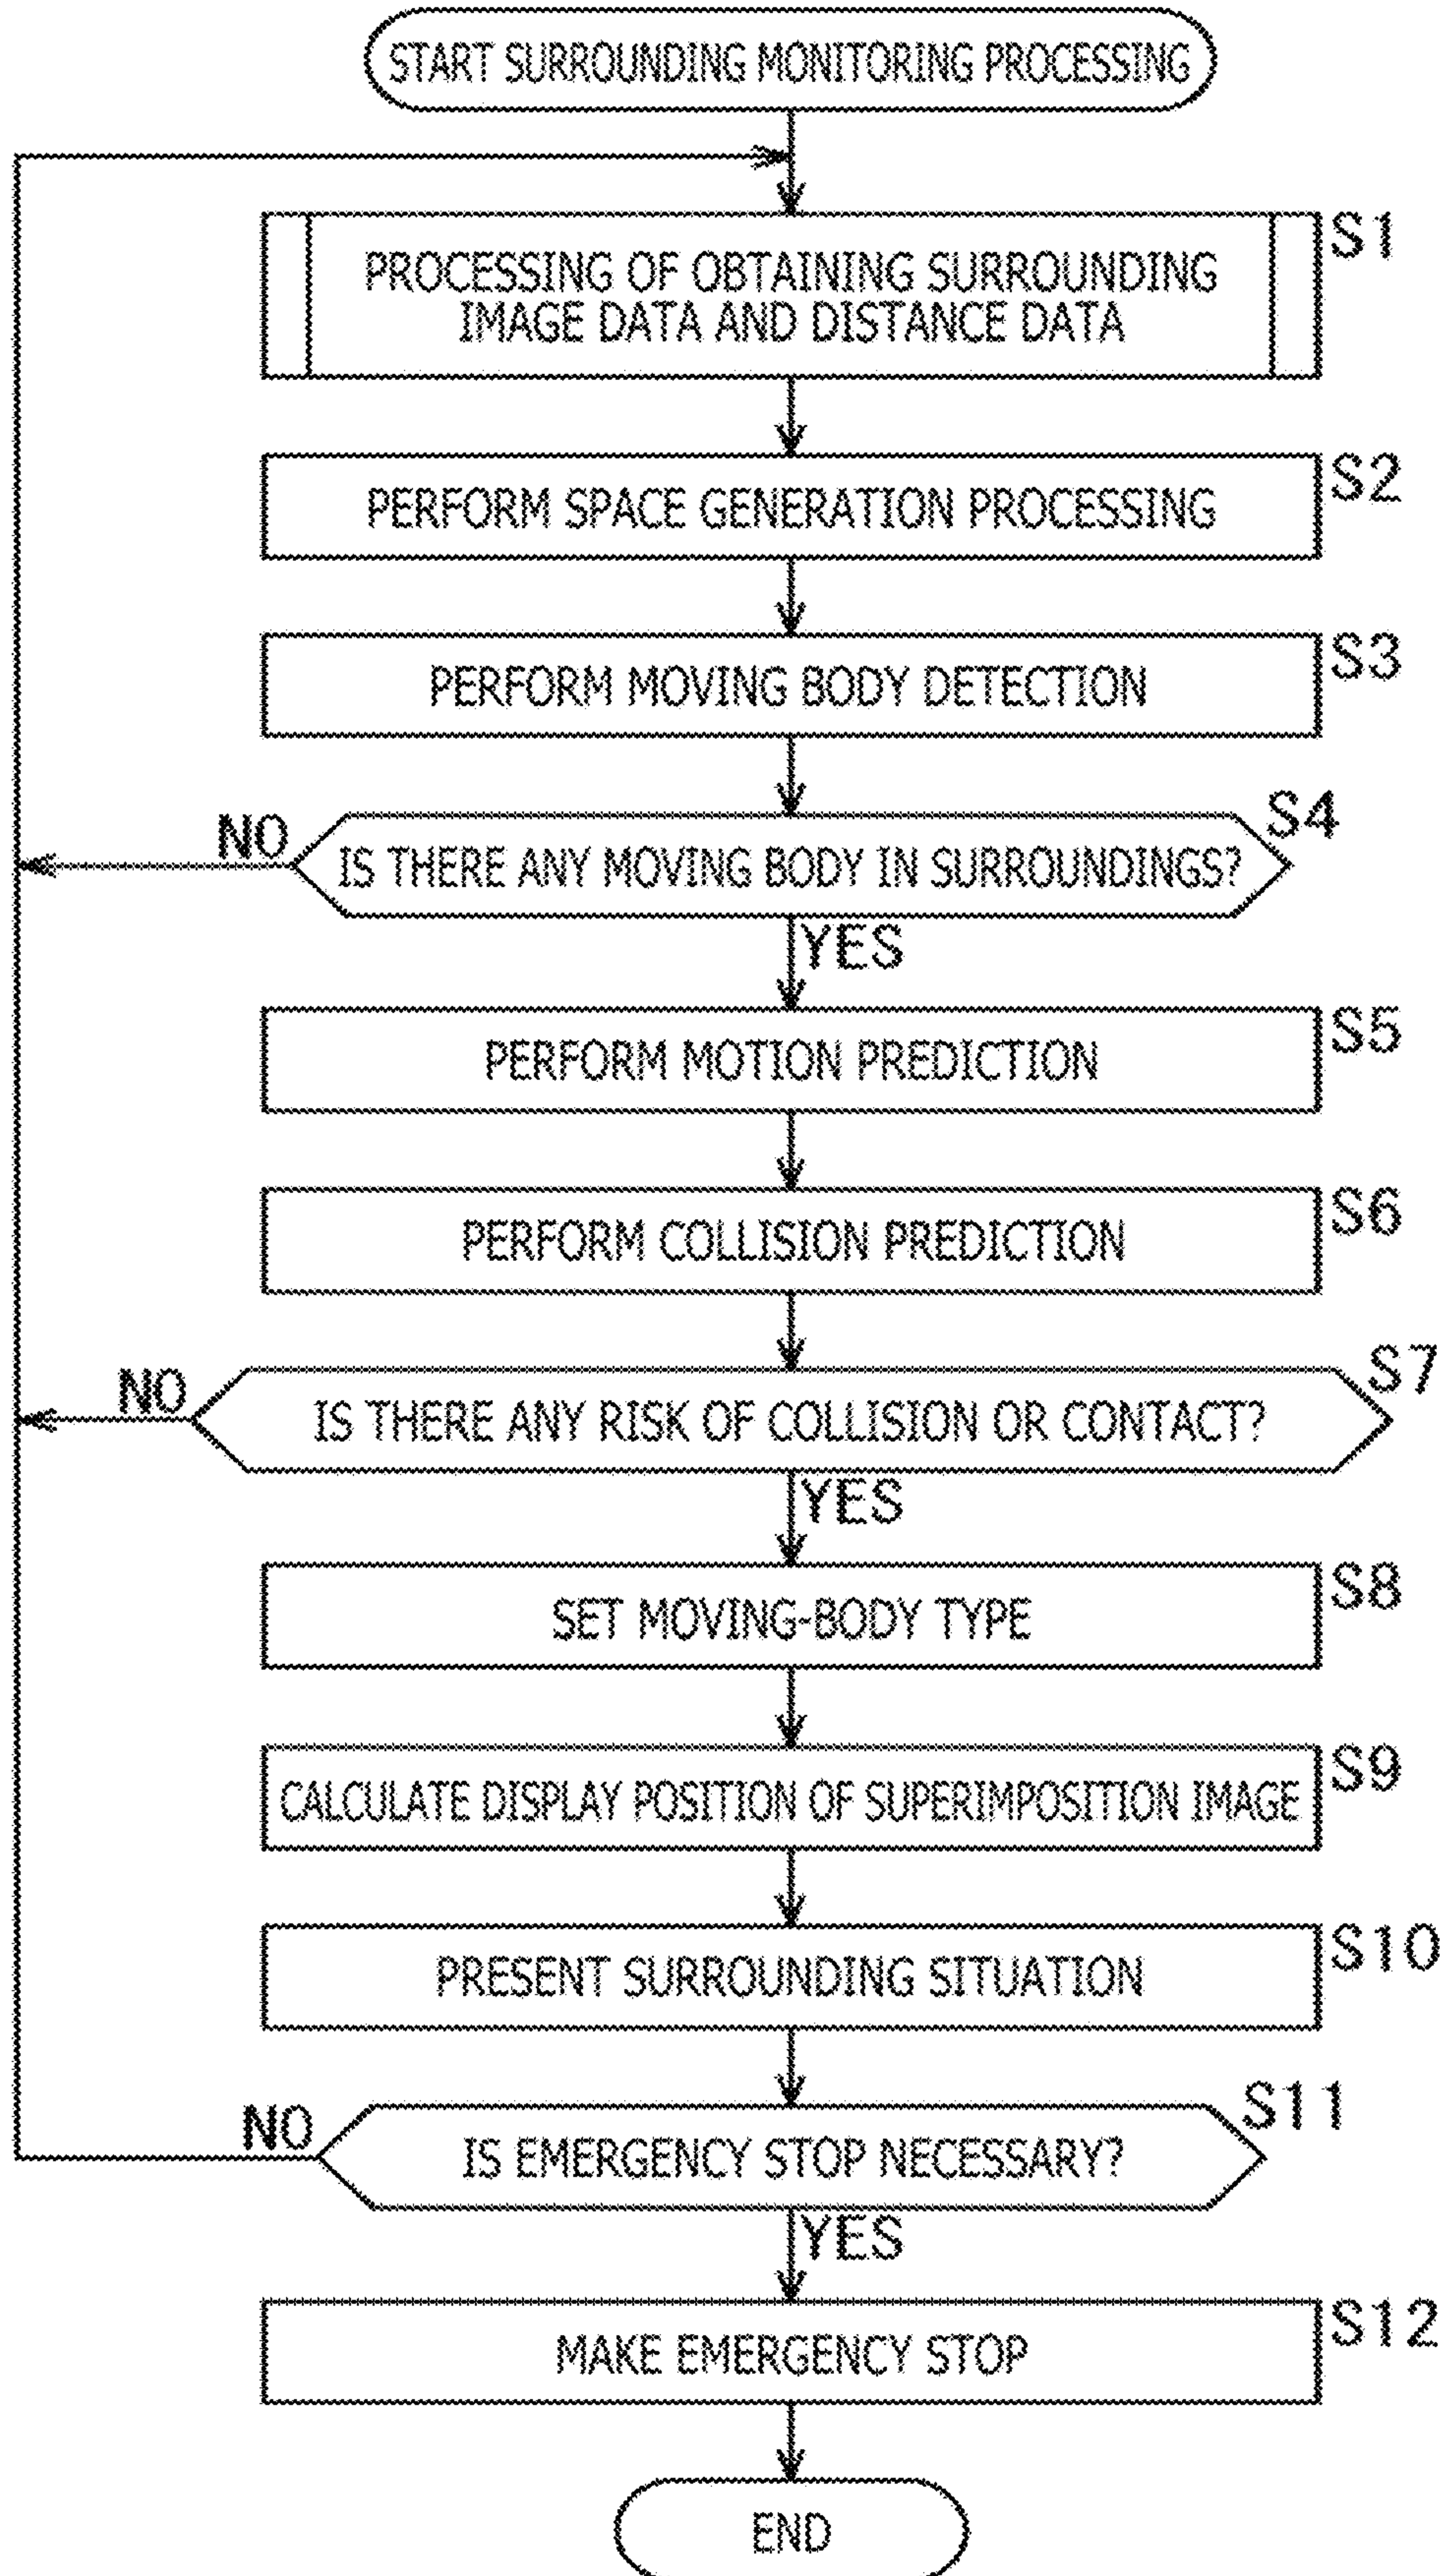 START SURROUNDING MONITORING PROCESSING
S1
PROCESSING OF OBTAINING SURROUNDING
IMAGE DATA AND DISTANCE DATA
S2
PERFORM SPACE GENERATION PROCESSING
S3
PERFORM MOVING BODY DETECTION
S4
NO
IS THERE ANY MOVING BODY IN SURROUNDINGS?
YES
S5
PERFORM MOTION PREDICTION
S6
PERFORM COLLISION PREDICTION
S7
NO
IS THERE ANY RISK OF COLLISION OR CONTACT?
YES
S8
SET MOVING-BODY TYPE
S9
CALCULATE DISPLAY POSITION OF SUPERIMPOSITION IMAGE
S10
PRESENT SURROUNDING SITUATION
S11
NO
IS EMERGENCY STOP NECESSARY?
YES
S12
MAKE EMERGENCY STOP
END